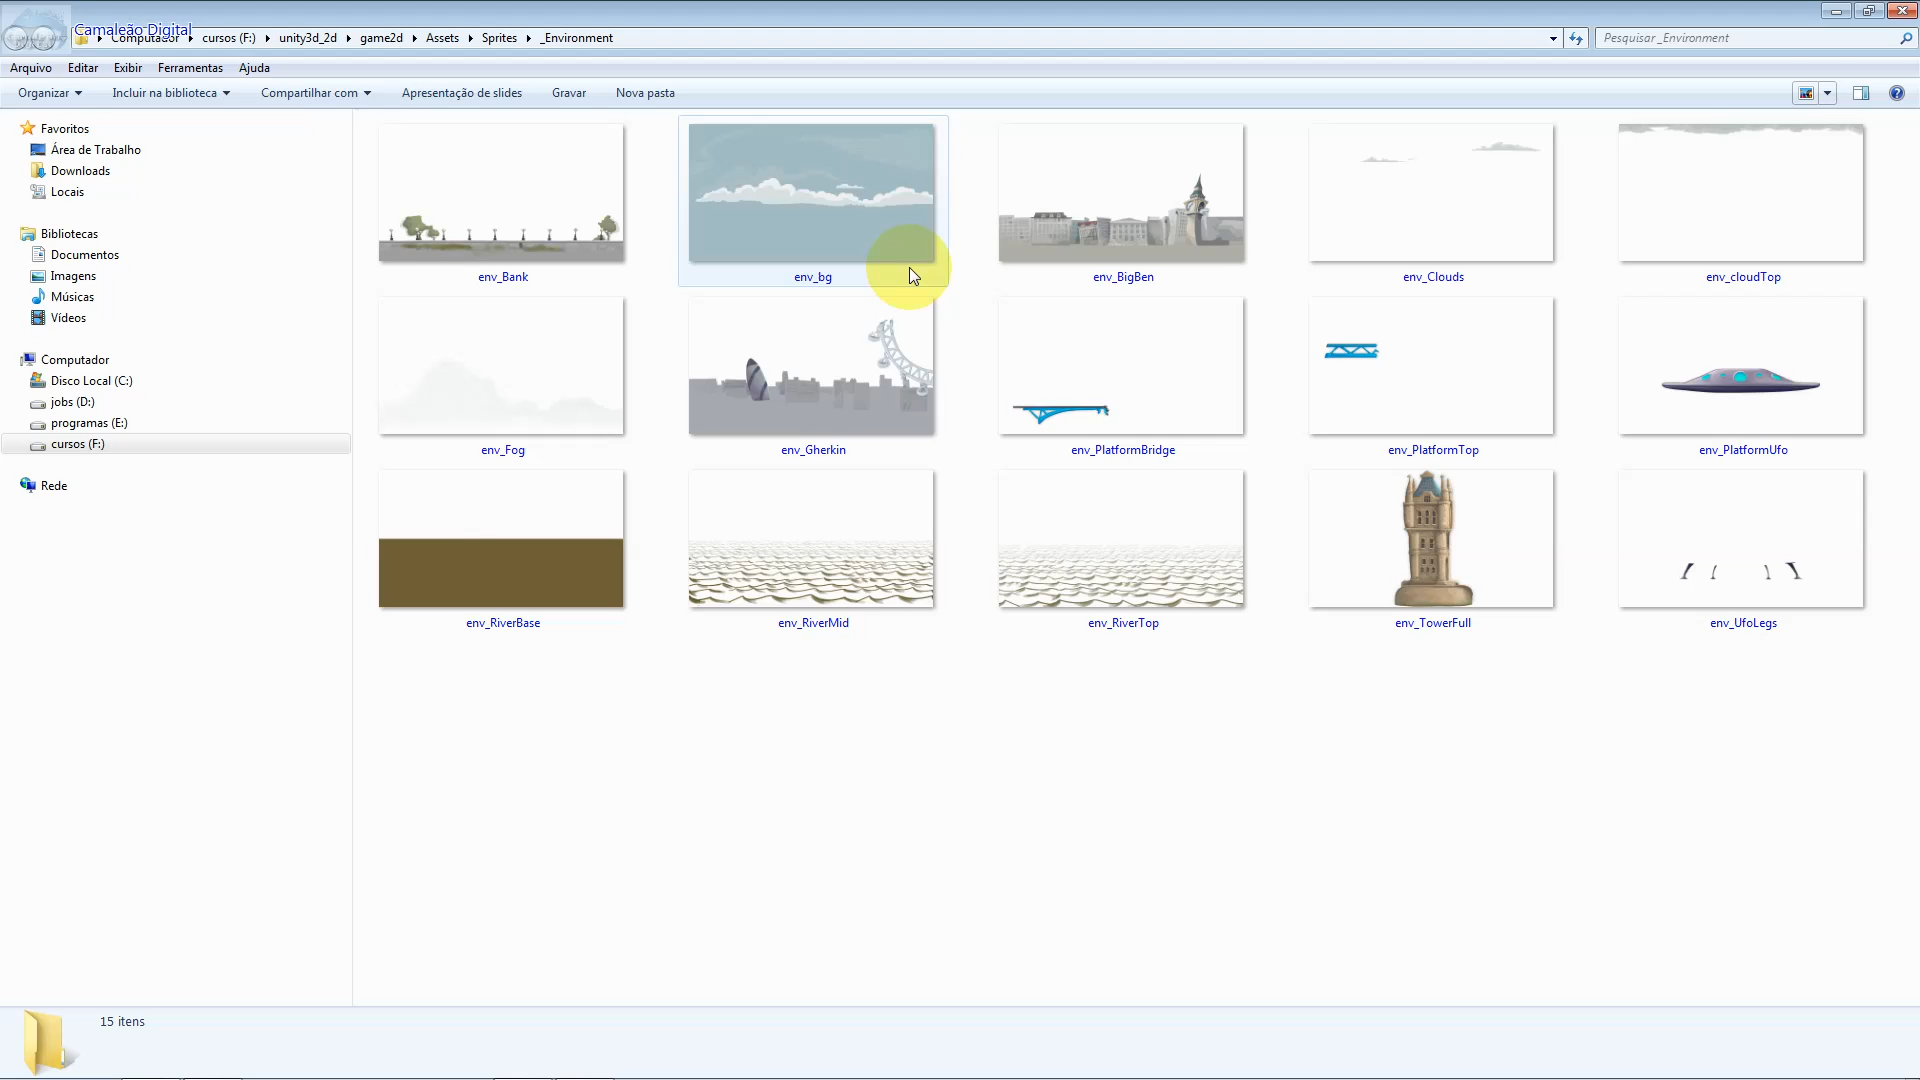 Camaleão Digital
Computador cursos (F:) unity3d_2d game2d Assets Sprites _Environment
Pesquisar _Environment
Arquivo Editar Exibir Ferramentas Ajuda
Organizar Incluir na biblioteca Compartilhar com Apresentação de slides Gravar Nova pasta
Favoritos
Área de Trabalho
Downloads
Locais
Bibliotecas
Documentos
Imagens
Músicas
Vídeos
Computador
Disco Local (C:)
jobs (D:)
programas (E:)
cursos (F:)
Rede
env_Bank env_bg env_BigBen env_Clouds env_cloudTop
env_Fog env_Gherkin env_PlatformBridge env_PlatformTop env_PlatformUfo
env_RiverBase env_RiverMid env_RiverTop env_TowerFull env_UfoLegs
15 itens